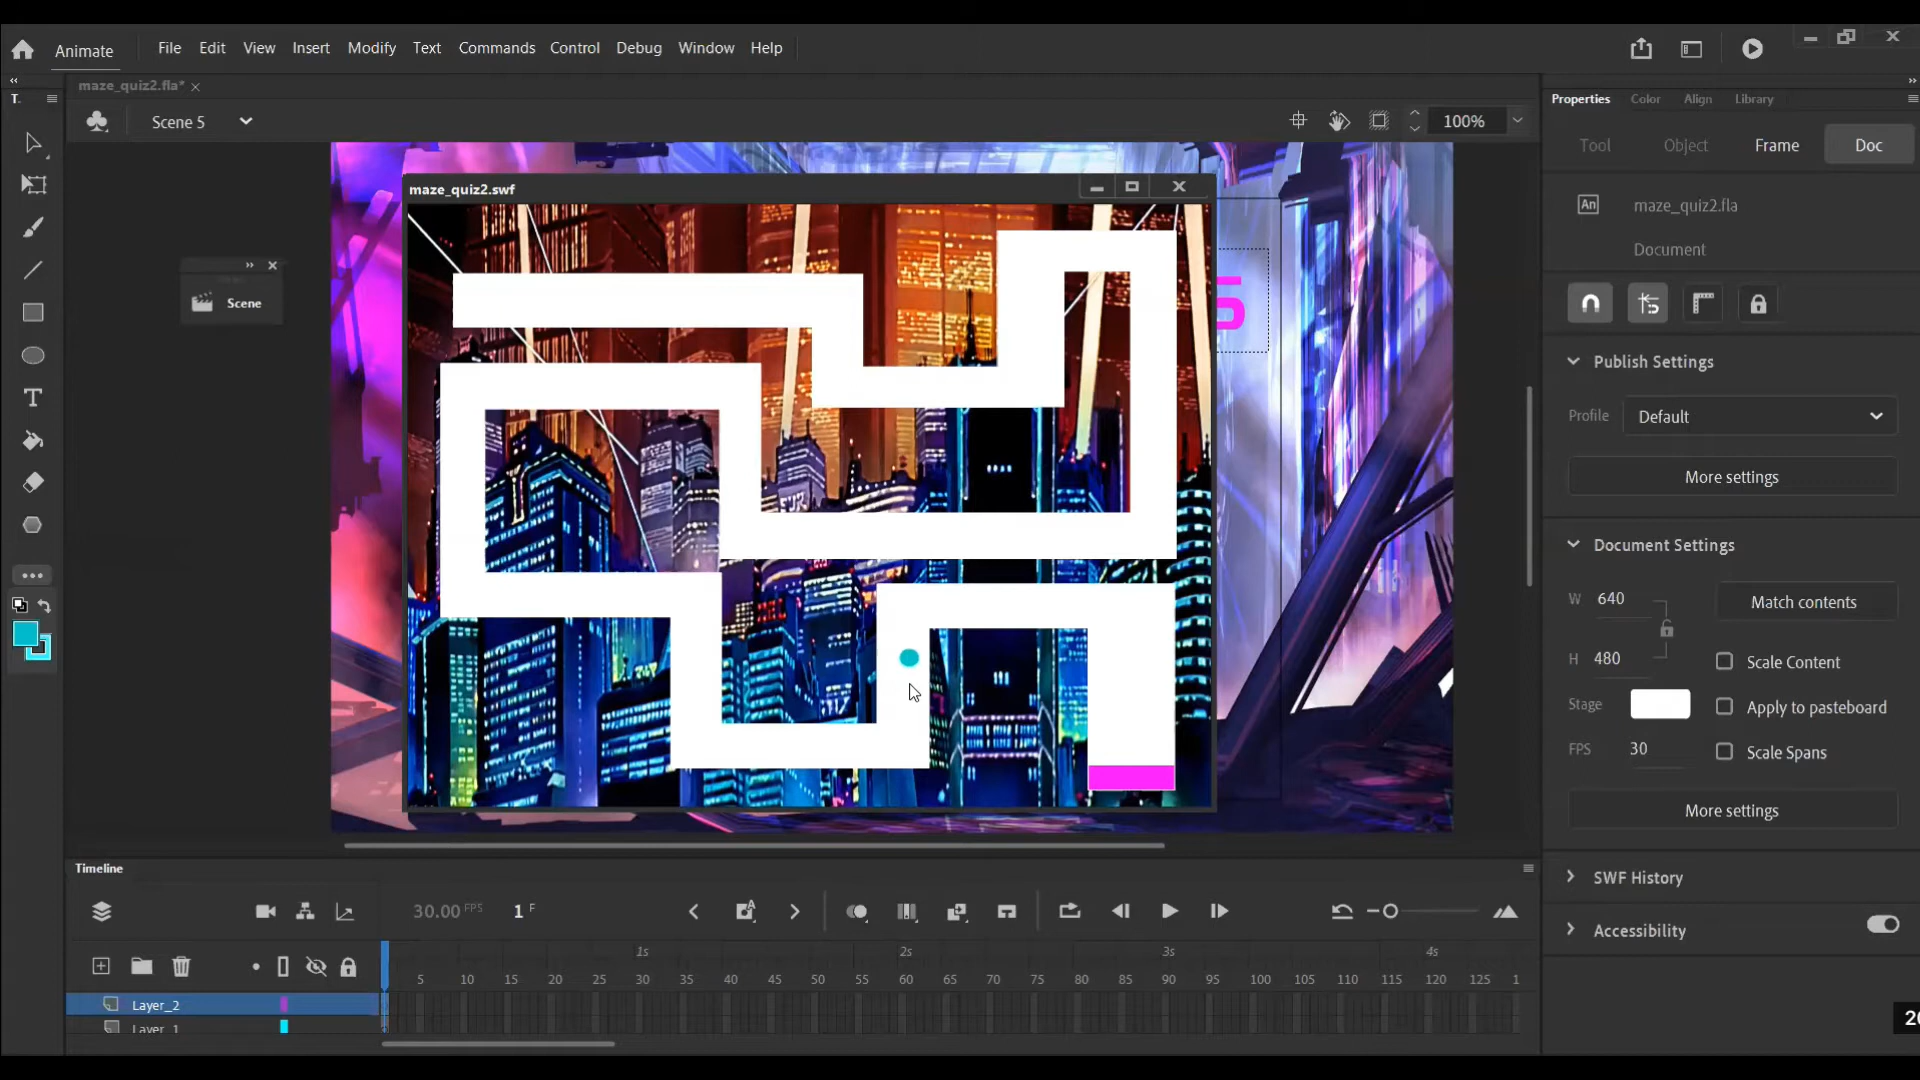 Animate File Edit View Insert Modify Text Commands Control Debug Window Help
maze_quiz2.fla*
T.
Properties Color Align Library
Scene 5
100%
Tool Object Frame Doc
maze_quiz2.swf
An maze_quiz2.fla
Document
Scene
5
Publish Settings
Profile Default
More settings
Document Settings
W 640 Match contents
H 480 Scale Content
Stage Apply to pasteboard
FPS 30 Scale Spans
More settings
Timeline
SWF History
30.00 FPS 1 F
Accessibility
1s 2s 3s 4s
5 10 15 20 25 30 35 40 45 50 55 60 65 70 75 80 85 90 95 100 105 110 115 120 125 1
Layer_2
Layer_1
20